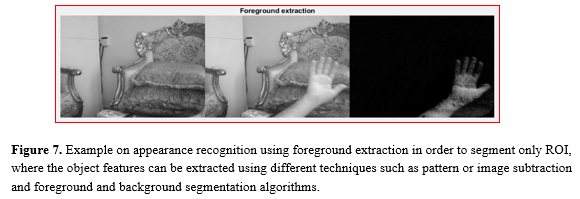 Foreground extraction
Figure 7. Example on appearance recognition using foreground extraction in order to segment only ROI,
where the object features can be extracted using different techniques such as pattern or image subtraction
and foreground and background segmentation algorithms.